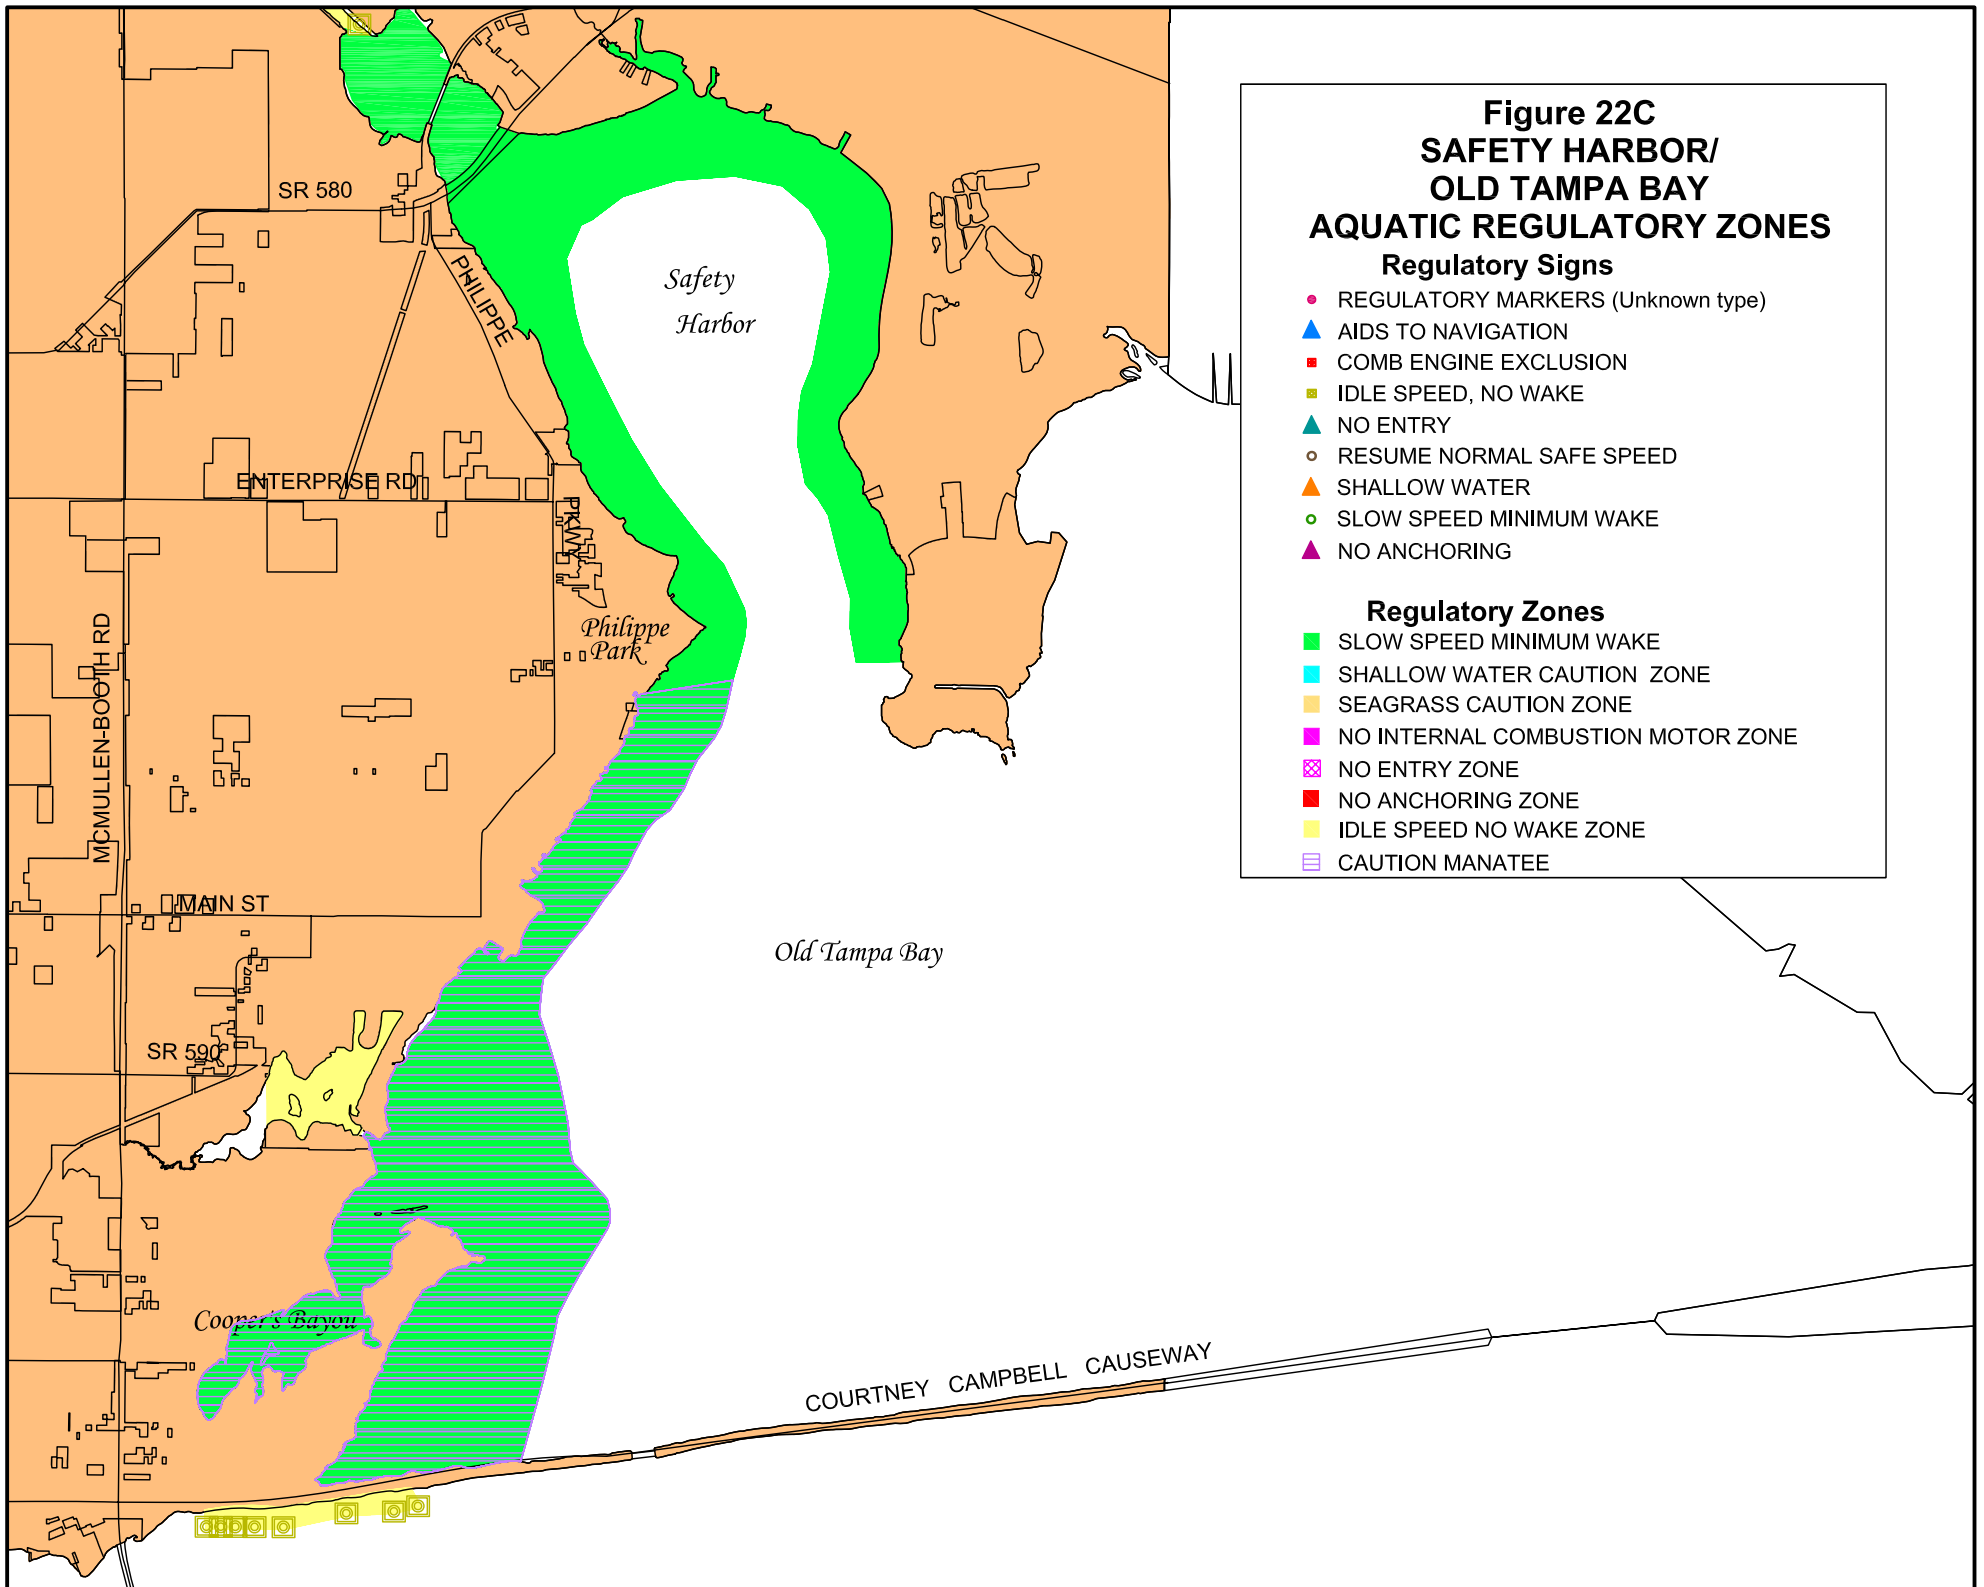 Figure 22C
SAFETY HARBOR/
OLD TAMPA BAY
AQUATIC REGULATORY ZONES
Regulatory Signs
REGULATORY MARKERS (Unknown type)
AIDS TO NAVIGATION
COMB ENGINE EXCLUSION
IDLE SPEED, NO WAKE
NO ENTRY
RESUME NORMAL SAFE SPEED
SHALLOW WATER
SLOW SPEED MINIMUM WAKE
NO ANCHORING
Regulatory Zones
SLOW SPEED MINIMUM WAKE
SHALLOW WATER CAUTION ZONE
SEAGRASS CAUTION ZONE
NO INTERNAL COMBUSTION MOTOR ZONE
NO ENTRY ZONE
NO ANCHORING ZONE
IDLE SPEED NO WAKE ZONE
CAUTION MANATEE
SR 580
PHILIPPE
Safety
Harbor
ENTERPRISE RD
PKWY
Philippe
Park
MCMULLEN-BOOTH RD
MAIN ST
Old Tampa Bay
SR 590
Cooper's Bayou
COURTNEY CAMPBELL CAUSEWAY